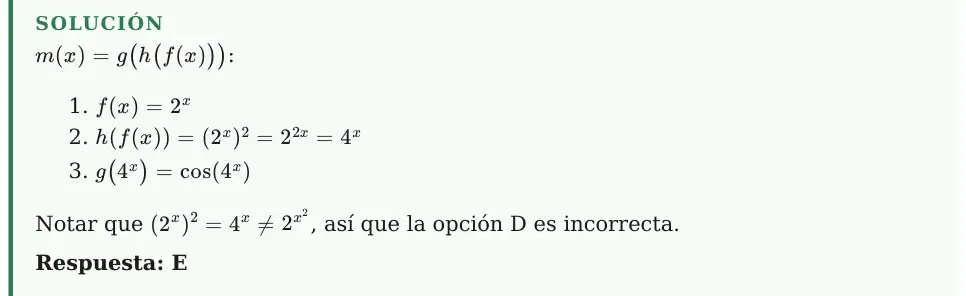 SOLUCIÓN
m(x) = g(h(f(x))):
1. f(x) = 2^x
2. h(f(x)) = (2^x)^2 = 2^{2x} = 4^x
3. g(4^x) = cos(4^x)
Notar que (2^x)^2 = 4^x ≠ 2^{x^2}, así que la opción D es incorrecta.
Respuesta: E